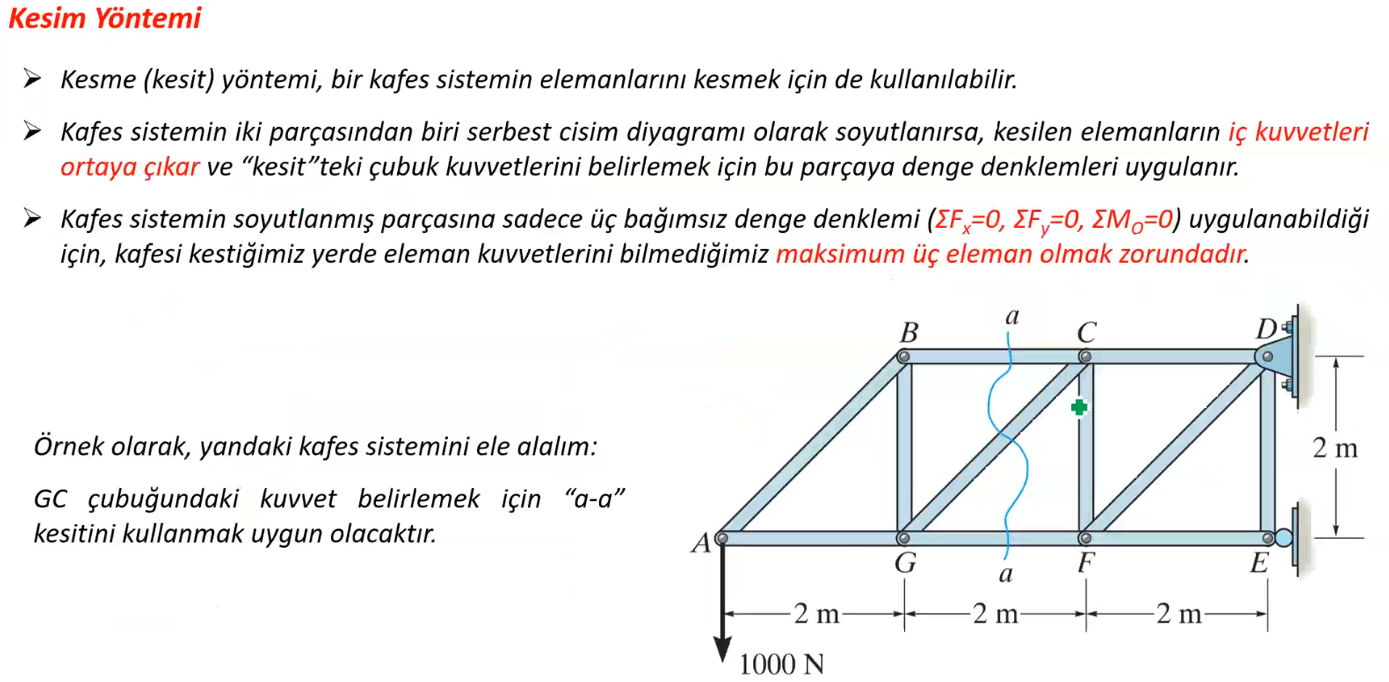 Kesim Yöntemi
Kesme (kesit) yöntemi, bir kafes sistemin elemanlarını kesmek için de kullanılabilir.
Kafes sistemin iki parçasından biri serbest cisim diyagramı olarak soyutlanırsa, kesilen elemanların iç kuvvetleri
ortaya çıkar ve “kesit”teki çubuk kuvvetlerini belirlemek için bu parçaya denge denklemleri uygulanır.
Kafes sistemin soyutlanmış parçasına sadece üç bağımsız denge denklemi (ΣFx=0, ΣFy=0, ΣMO=0) uygulanabildiği
için, kafesi kestiğimiz yerde eleman kuvvetlerini bilmediğimiz maksimum üç eleman olmak zorundadır.
Örnek olarak, yandaki kafes sistemini ele alalım:
GC çubuğundaki kuvvet belirlemek için “a-a”
kesitini kullanmak uygun olacaktır.
a
B
C
D
2 m
A
G
a
F
E
2 m
2 m
2 m
1000 N